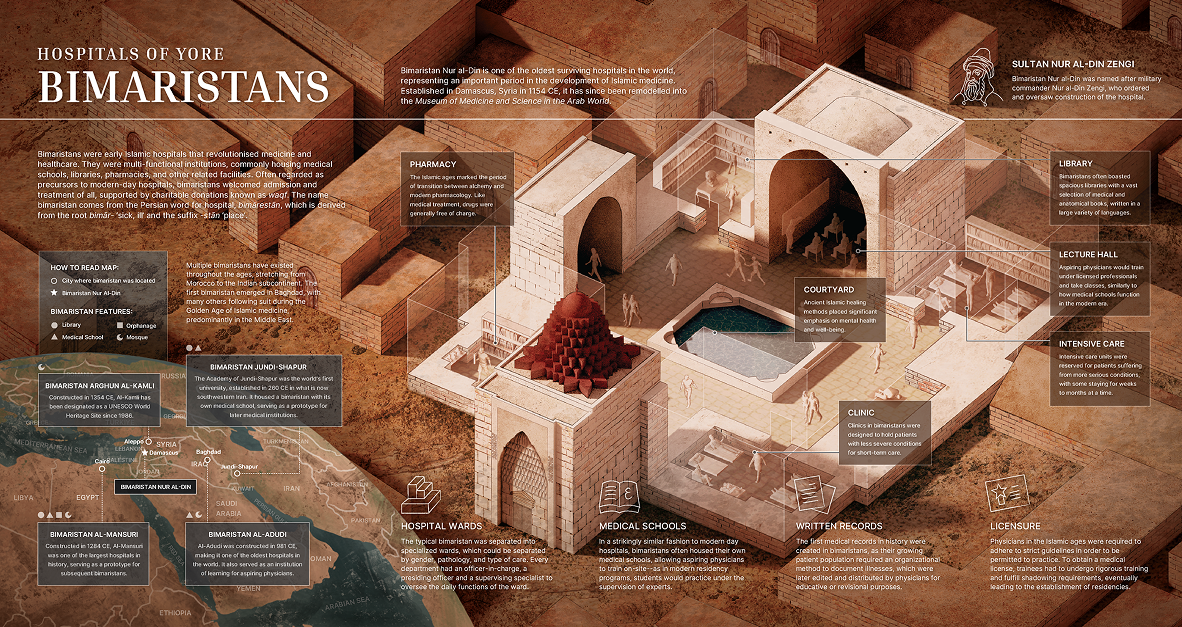 HOSPITALS OF YORE
BIMARISTANS
Bimaristan Nur al-Din is one of the oldest surviving hospitals in the world,
representing an important period in the development of Islamic medicine.
Established in Damascus, Syria in 1154 CE, it has since been remodelled into
the Museum of Medicine and Science in the Arab World.
SULTAN NUR AL-DIN ZENGI
Bimaristan Nur al-Din was named after military
commander Nur al-Din Zengi, who ordered
and oversaw construction of the hospital.
Bimaristans were early Islamic hospitals that revolutionised medicine and
healthcare. They were multi-functional institutions, commonly housing medical
schools, libraries, pharmacies, and other related facilities. Often regarded as
precursors to modern-day hospitals, bimaristans welcomed admission and
treatment of all, supported by charitable donations known as waqf. The name
bimaristan comes from the Persian word for hospital, bimārestān, which is derived
from the root bimār- 'sick, ill' and the suffix -stān 'place'.
PHARMACY
The Islamic ages marked the period
of transition between alchemy and
modern pharmacology. Like
medical treatment, drugs were
generally free of charge.
LIBRARY
Bimaristans often boasted
spacious libraries with a vast
selection of medical and
anatomical books, written in a
large variety of languages.
LECTURE HALL
Aspiring physicians would train
under licensed professionals
and take classes, similarly to
how medical schools function
in the modern era.
COURTYARD
Ancient Islamic healing
methods placed significant
emphasis on mental health
and well-being.
INTENSIVE CARE
Intensive care units were
reserved for patients suffering
from more serious conditions,
with some staying for weeks
to months at a time.
CLINIC
Clinics in bimaristans were
designed to hold patients
with less severe conditions
for short-term care.
HOW TO READ MAP:
City where bimaristan was located
Bimaristan Nur Al-Din
BIMARISTAN FEATURES:
Library
Orphanage
Medical School
Mosque
Multiple bimaristans have existed
throughout the ages, stretching from
Morocco to the Indian subcontinent. The
first bimaristan emerged in Baghdad, with
many others following suit during the
Golden Age of Islamic medicine,
predominantly in the Middle East.
BIMARISTAN ARGHUN AL-KAMLI
Constructed in 1354 CE, Al-Kamli has
been designated as a UNESCO World
Heritage Site since 1986.
BIMARISTAN JUNDI-SHAPUR
The Academy of Jundi-Shapur was the world's first
university, established in 260 CE in what is now
southwestern Iran. It housed a bimaristan with its
own medical school, serving as a prototype for
later medical institutions.
RUSSIA
GEORGIA
MEDITERRANEAN SEA
Aleppo
SYRIA
LEBANON
Damascus
PALESTINE
JORDAN
Cairo
Baghdad
IRAQ
Jundi-Shapur
TURKMENISTAN
KUWAIT
IRAN
AFGHANISTAN
PAKISTAN
LIBYA
EGYPT
BIMARISTAN NUR AL-DIN
SAUDI
ARABIA
PERSIAN GULF
OMAN
YEMEN
ARABIAN SEA
ETHIOPIA
BIMARISTAN AL-MANSURI
Constructed in 1284 CE, Al-Mansuri
was one of the largest hospitals in
history, serving as a prototype for
subsequent bimaristans.
BIMARISTAN AL-ADUDI
Al-Adudi was constructed in 981 CE,
making it one of the oldest hospitals in
the world. It also served as an institution
of learning for aspiring physicians.
HOSPITAL WARDS
The typical bimaristan was separated into
specialized wards, which could be separated
by gender, pathology, and type of care. Every
department had an officer-in-charge, a
presiding officer and a supervising specialist to
oversee the daily functions of the ward.
MEDICAL SCHOOLS
In a strikingly similar fashion to modern day
hospitals, bimaristans often housed their own
medical schools, allowing aspiring physicians
to train on-site—as in modern residency
programs, students would practice under the
supervision of experts.
WRITTEN RECORDS
The first medical records in history were
created in bimaristans, as their growing
patient population required an organizational
method to document illnesses, which were
later edited and distributed by physicians for
educative or revisional purposes.
LICENSURE
Physicians in the Islamic ages were required to
adhere to strict guidelines in order to be
permitted to practice. To obtain a medical
license, trainees had to undergo rigorous training
and fulfill shadowing requirements, eventually
leading to the establishment of residencies.